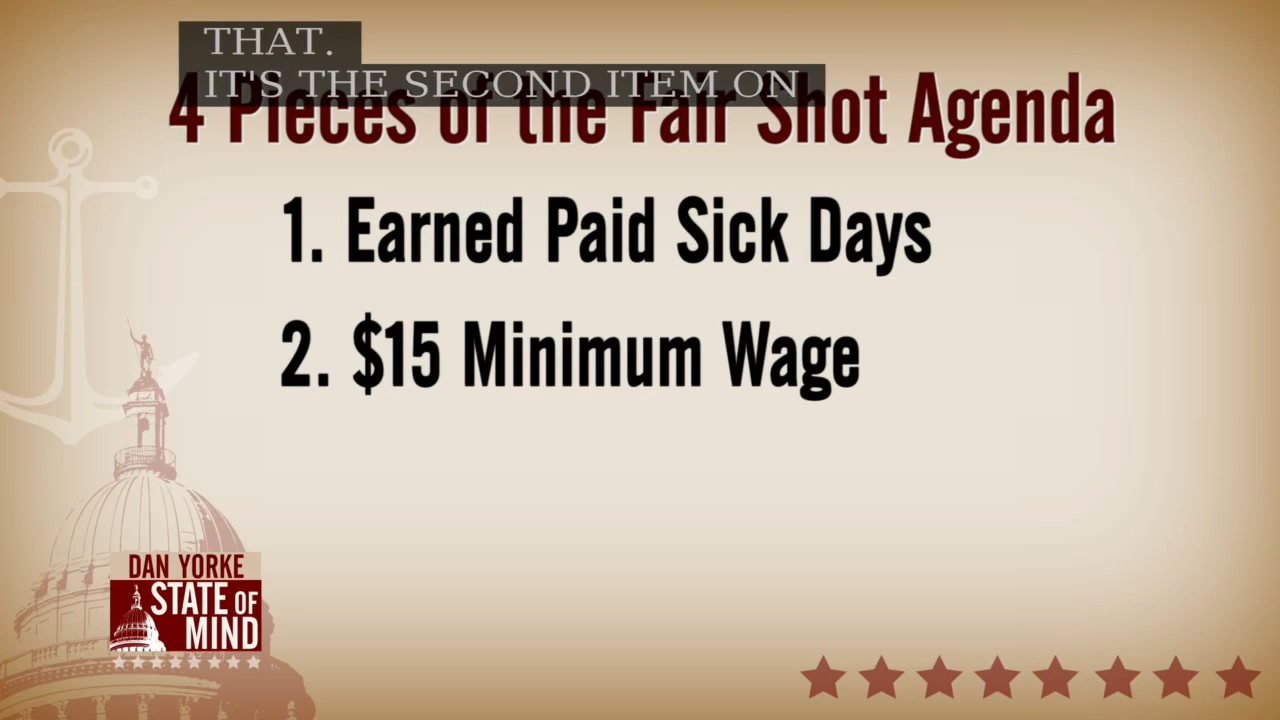 THAT.
IT'S THE SECOND ITEM ON
4 Pieces of the Fair Shot Agenda
1. Earned Paid Sick Days
2. $15 Minimum Wage
DAN YORKE
STATE OF
MIND